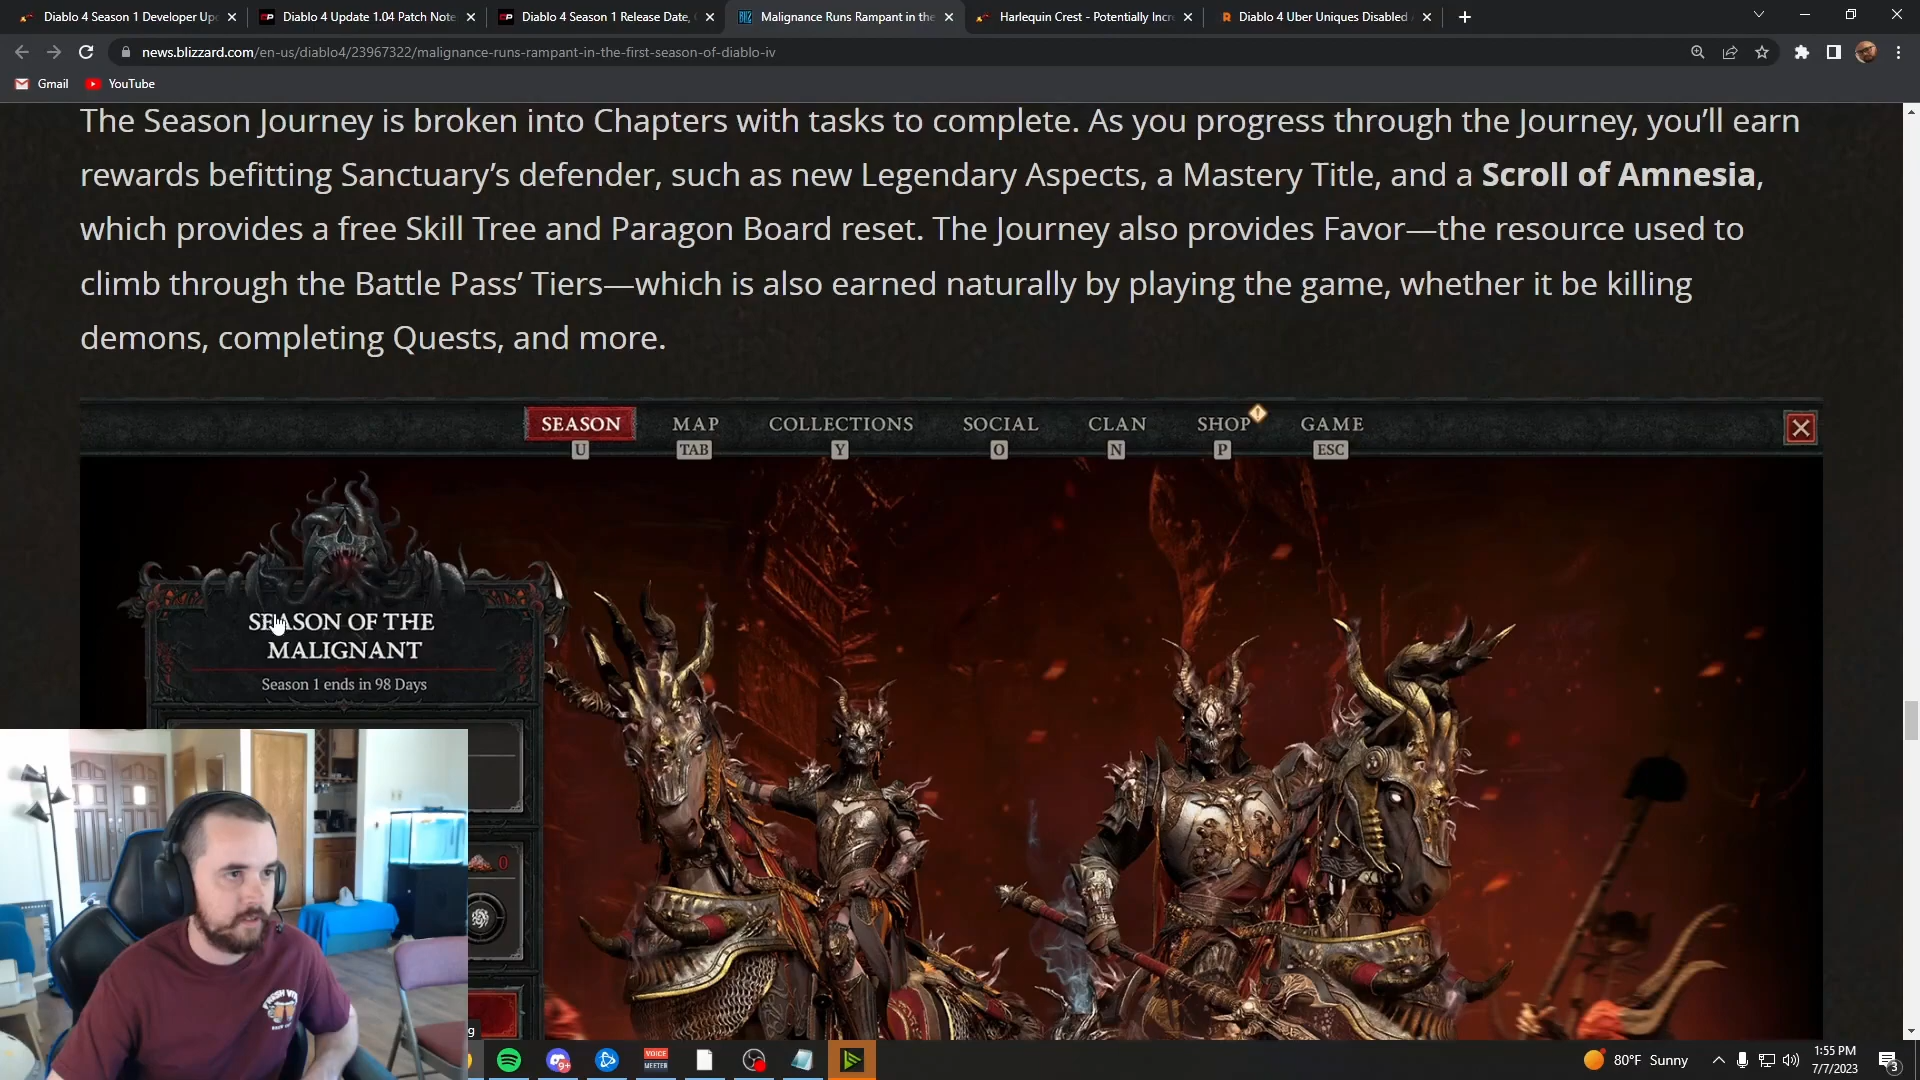 Diablo 4 Season 1 Developer Up
Diablo 4 Update 1.04 Patch Note
Diablo 4 Season 1 Release Date,
Malignance Runs Rampant in the
Harlequin Crest - Potentially Incr
Diablo 4 Uber Uniques Disabled
news.blizzard.com/en-us/diablo4/23967322/malignance-runs-rampant-in-the-first-season-of-diablo-iv
Gmail
YouTube
The Season Journey is broken into Chapters with tasks to complete. As you progress through the Journey, you’ll earn
rewards befitting Sanctuary’s defender, such as new Legendary Aspects, a Mastery Title, and a Scroll of Amnesia,
which provides a free Skill Tree and Paragon Board reset. The Journey also provides Favor—the resource used to
climb through the Battle Pass’ Tiers—which is also earned naturally by playing the game, whether it be killing
demons, completing Quests, and more.
SEASON MAP COLLECTIONS SOCIAL CLAN SHOP GAME
U TAB Y O N P ESC
SEASON OF THE
MALIGNANT
Season 1 ends in 98 Days
0
9+
VOICE
MEETER
80°F Sunny
1:55 PM
7/7/2023
3